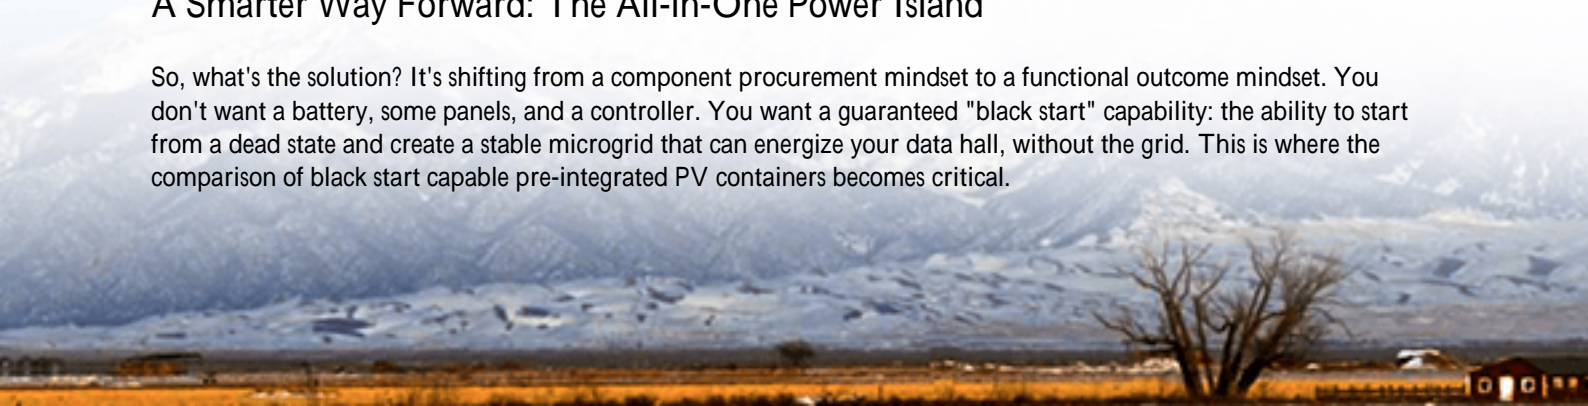 A Smarter Way Forward: The All-in-One Power Island
So, what's the solution? It's shifting from a component procurement mindset to a functional outcome mindset. You
don't want a battery, some panels, and a controller. You want a guaranteed "black start" capability: the ability to start
from a dead state and create a stable microgrid that can energize your data hall, without the grid. This is where the
comparison of black start capable pre-integrated PV containers becomes critical.